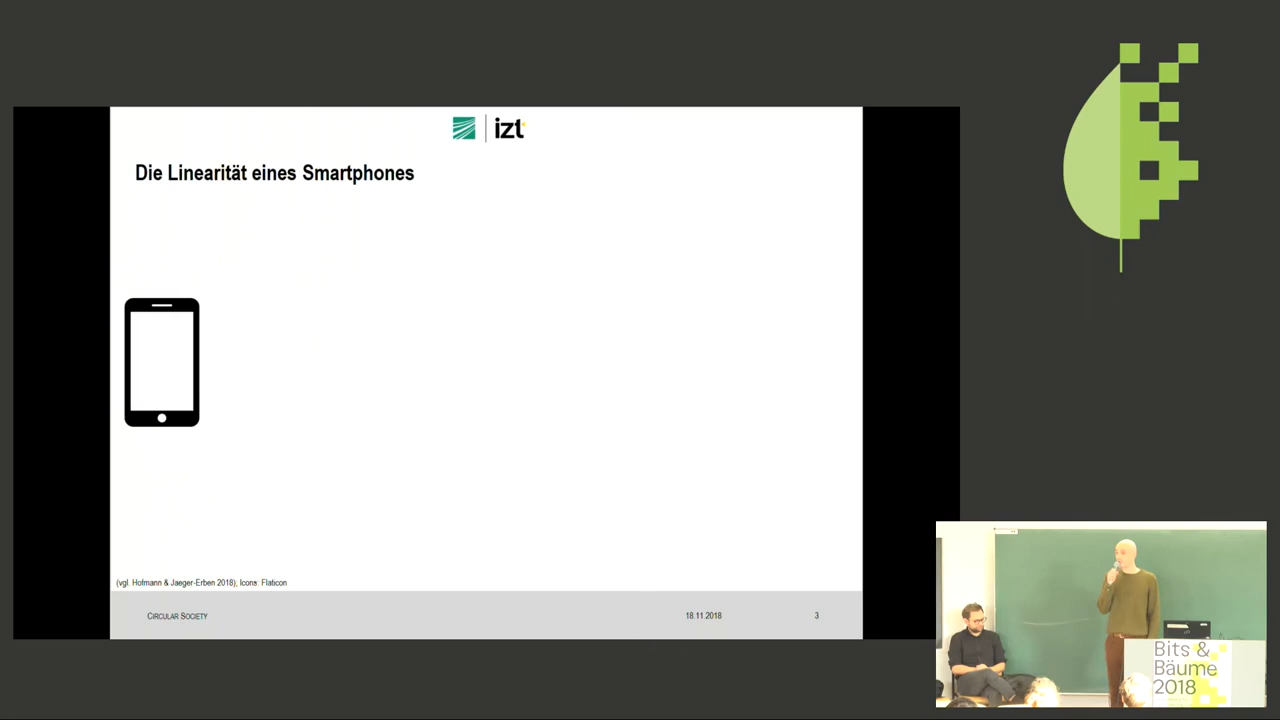 izt
Die Linearität eines Smartphones
(vgl. Hofmann & Jaeger-Erben 2018); Icons: Flaticon
CIRCULAR SOCIETY
18.11.2018
3
Bits &
Bäume
2018